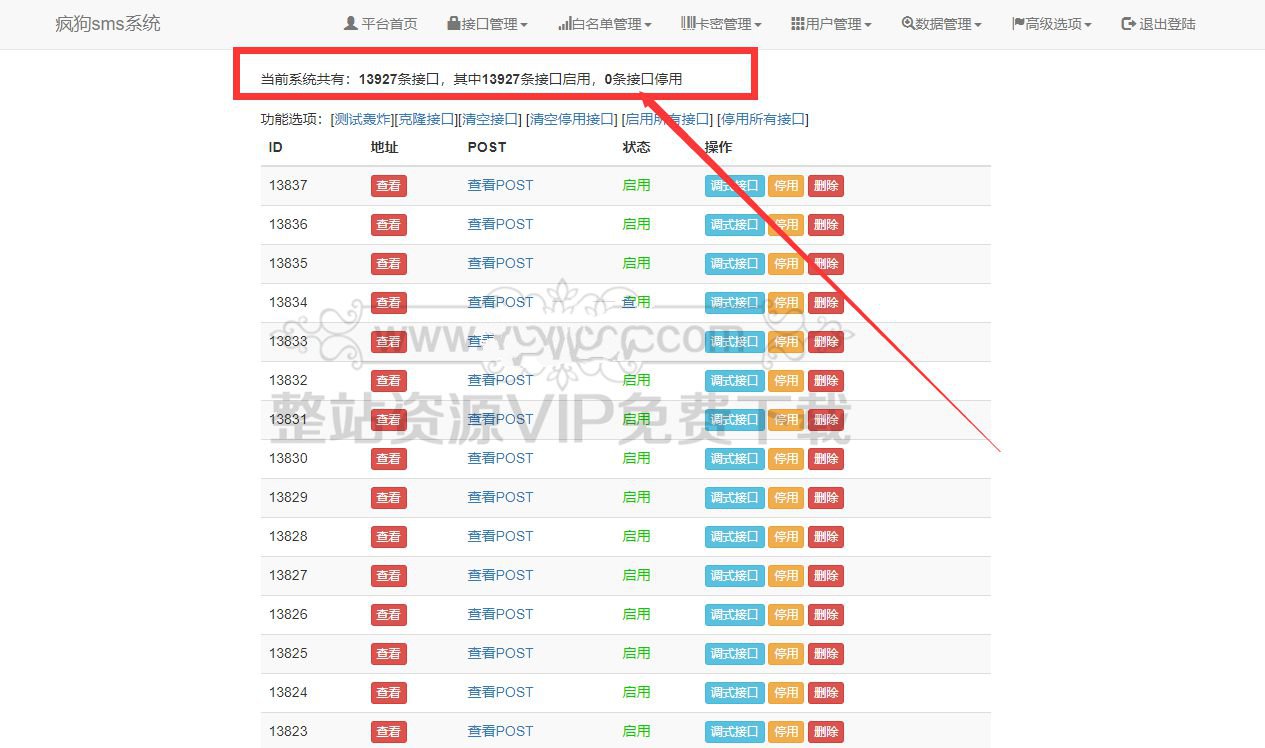 疯狗sms系统 平台首页 接口管理 白名单管理 卡密管理 用户管理 数据管理 高级选项 退出登陆
当前系统共有：13927条接口，其中13927条接口启用，0条接口停用
功能选项：[测试轰炸][克隆接口][清空接口] [清空停用接口] [启用所有接口] [停用所有接口]
ID 地址 POST 状态 操作
13837 查看 查看POST 启用 调式接口 停用 删除
13836 查看 查看POST 启用 调式接口 停用 删除
13835 查看 查看POST 启用 调式接口 停用 删除
13834 查看 查看POST 启用 调式接口 停用 删除
13833 查看 调式接口 停用 删除
13832 查看 查看POST 启用 调式接口 停用 删除
13831 查看 查看POST 启用 调式接口 停用 删除
整站资源VIP免费下载
13830 查看 查看POST 启用 调式接口 停用 删除
13829 查看 查看POST 启用 调式接口 停用 删除
13828 查看 查看POST 启用 调式接口 停用 删除
13827 查看 查看POST 启用 调式接口 停用 删除
13826 查看 查看POST 启用 调式接口 停用 删除
13825 查看 查看POST 启用 调式接口 停用 删除
13824 查看 查看POST 启用 调式接口 停用 删除
13823 查看 查看POST 启用 调式接口 停用 删除